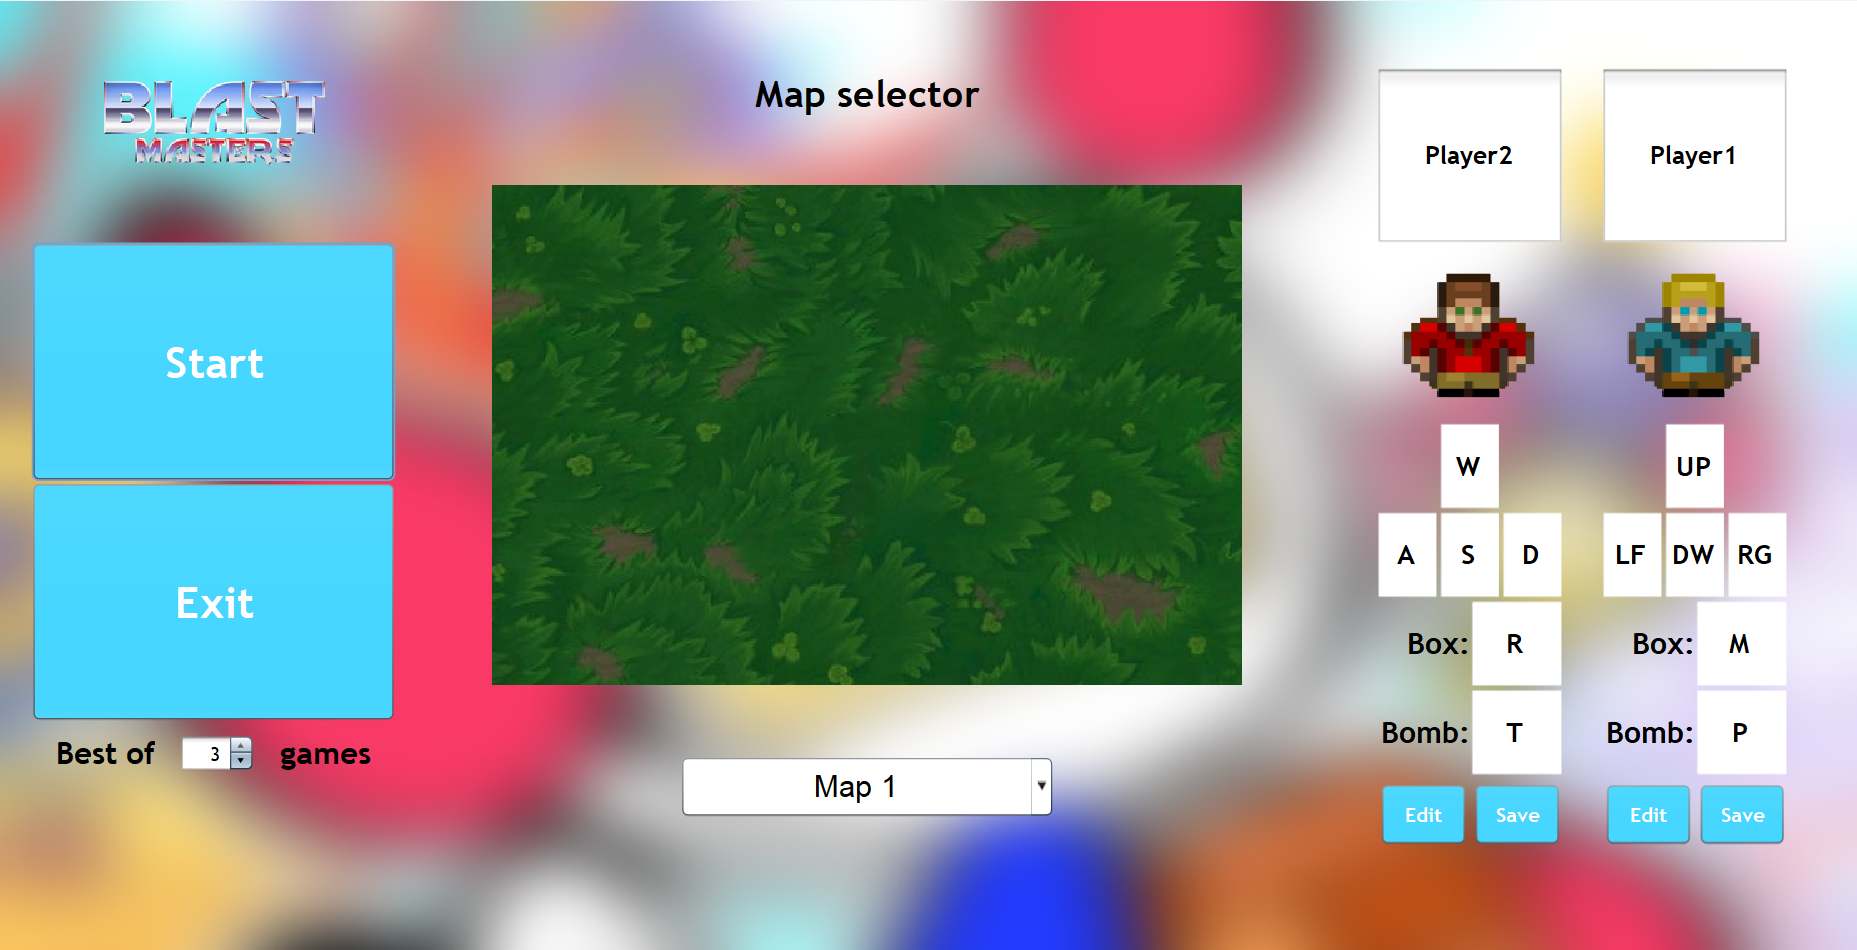 BLAST
MASTERS
Start
Exit
Best of 3 games
Map selector
Map 1
Player2
W
A S D
Box: R
Bomb: T
Edit Save
Player1
UP
LF DW RG
Box: M
Bomb: P
Edit Save